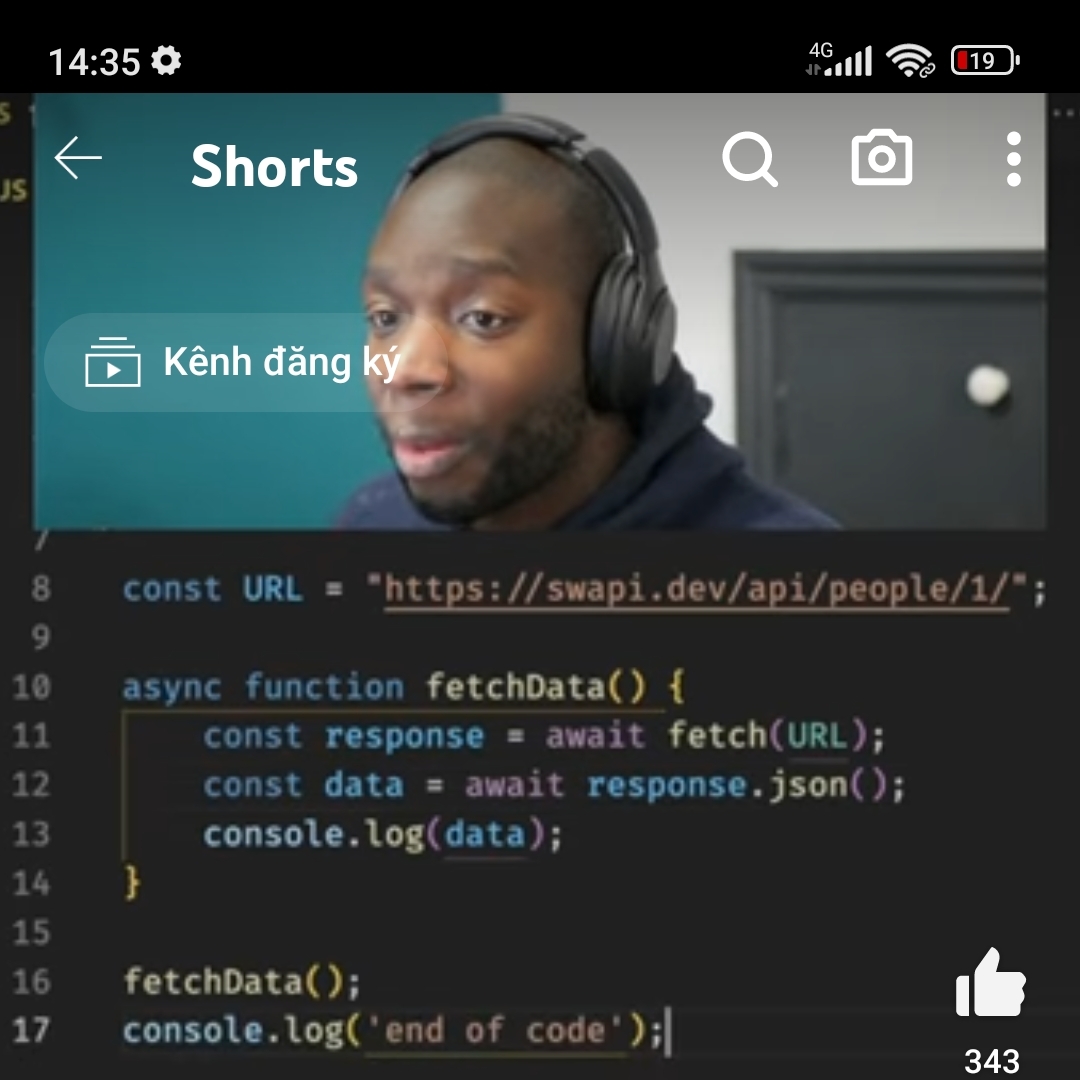 14:35 4G 19
S
Shorts
US
Kênh đăng ký
7
8 const URL = "https://swapi.dev/api/people/1/";
9
10 async function fetchData() {
11 const response = await fetch(URL);
12 const data = await response.json();
13 console.log(data);
14 }
15
16 fetchData();
17 console.log('end of code');
343